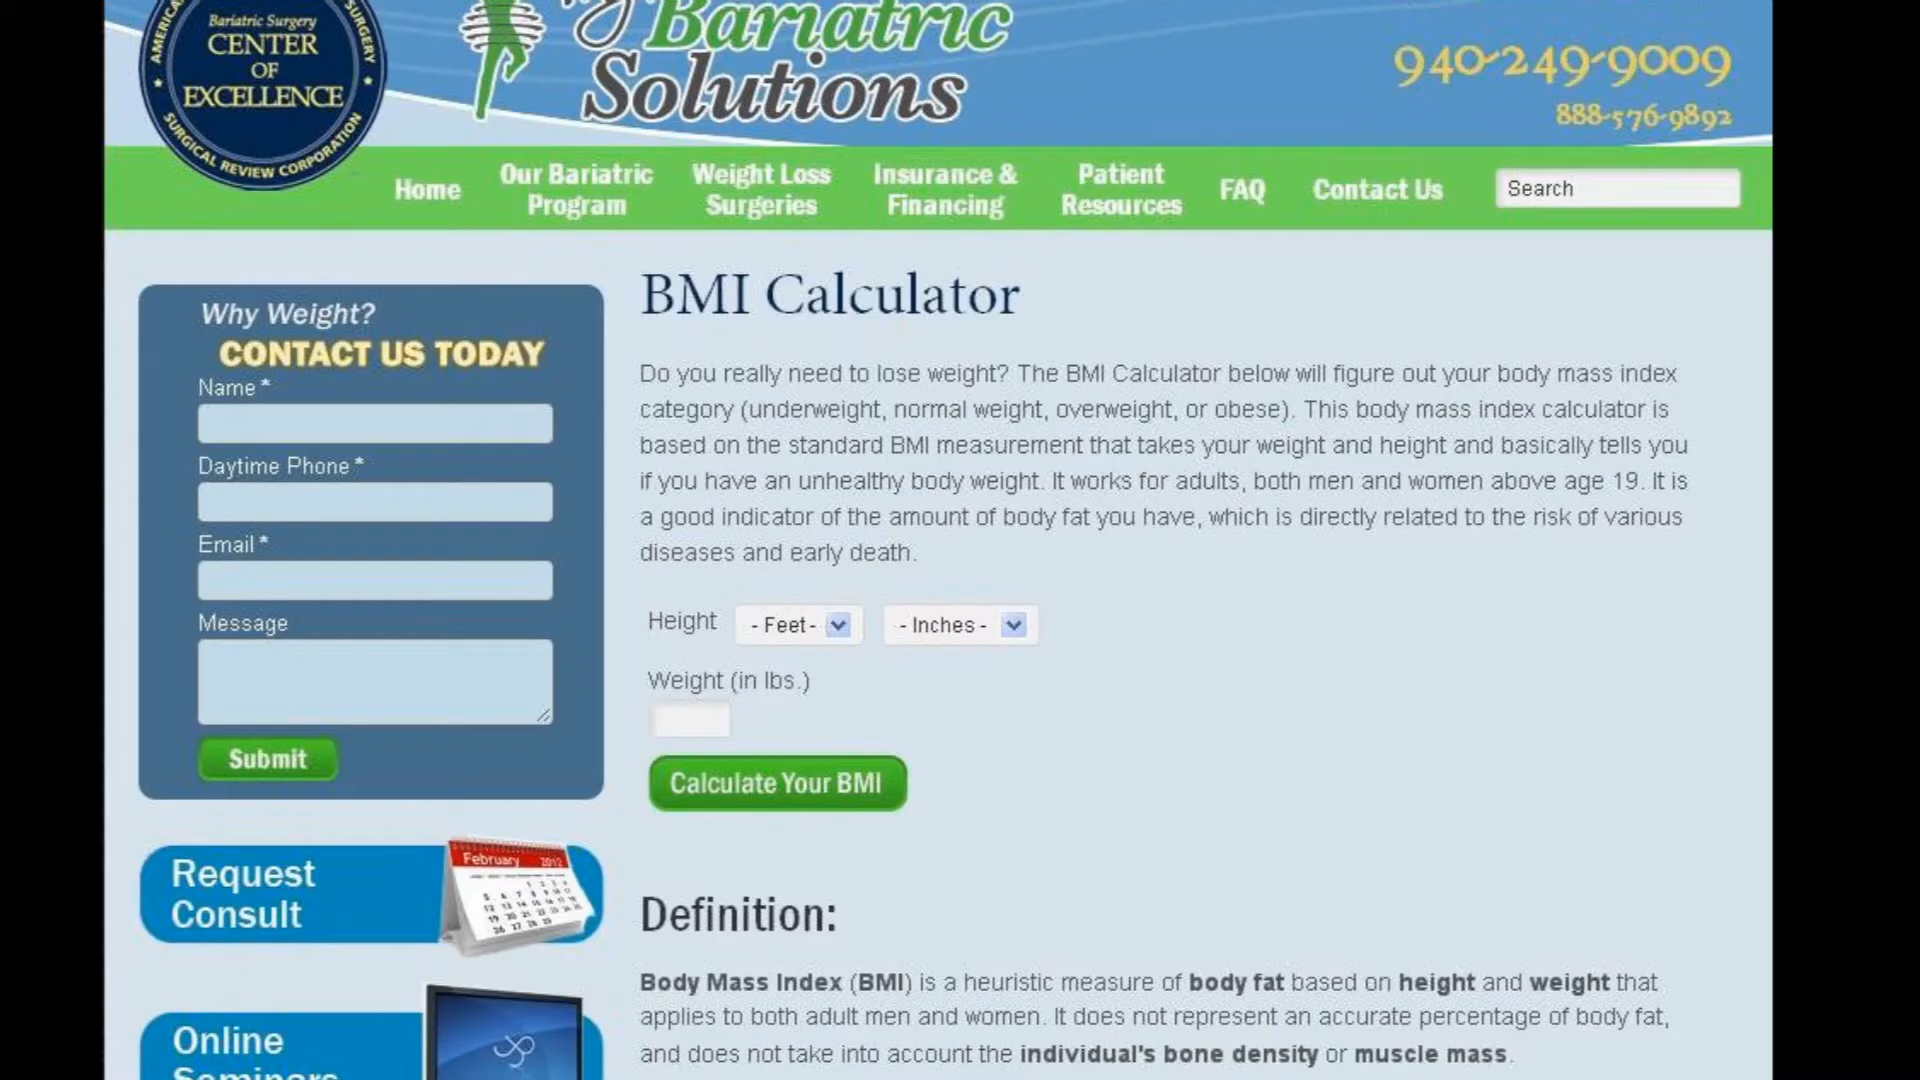 AMERICAN
SURGERY
Bariatric Surgery
CENTER
OF
EXCELLENCE
SURGICAL REVIEW CORPORATION
My
Bariatric
Solutions
940-249-9009
888-576-9892
Home
Our Bariatric
Program
Weight Loss
Surgeries
Insurance &
Financing
Patient
Resources
FAQ
Contact Us
Search
Why Weight?
CONTACT US TODAY
Name *
Daytime Phone *
Email *
Message
Submit
BMI Calculator
Do you really need to lose weight? The BMI Calculator below will figure out your body mass index
category (underweight, normal weight, overweight, or obese). This body mass index calculator is
based on the standard BMI measurement that takes your weight and height and basically tells you
if you have an unhealthy body weight. It works for adults, both men and women above age 19. It is
a good indicator of the amount of body fat you have, which is directly related to the risk of various
diseases and early death.
Height - Feet - - Inches -
Weight (in lbs.)
Calculate Your BMI
Request
Consult
February 2012
Online
Seminars
Definition:
Body Mass Index (BMI) is a heuristic measure of body fat based on height and weight that
applies to both adult men and women. It does not represent an accurate percentage of body fat,
and does not take into account the individual's bone density or muscle mass.